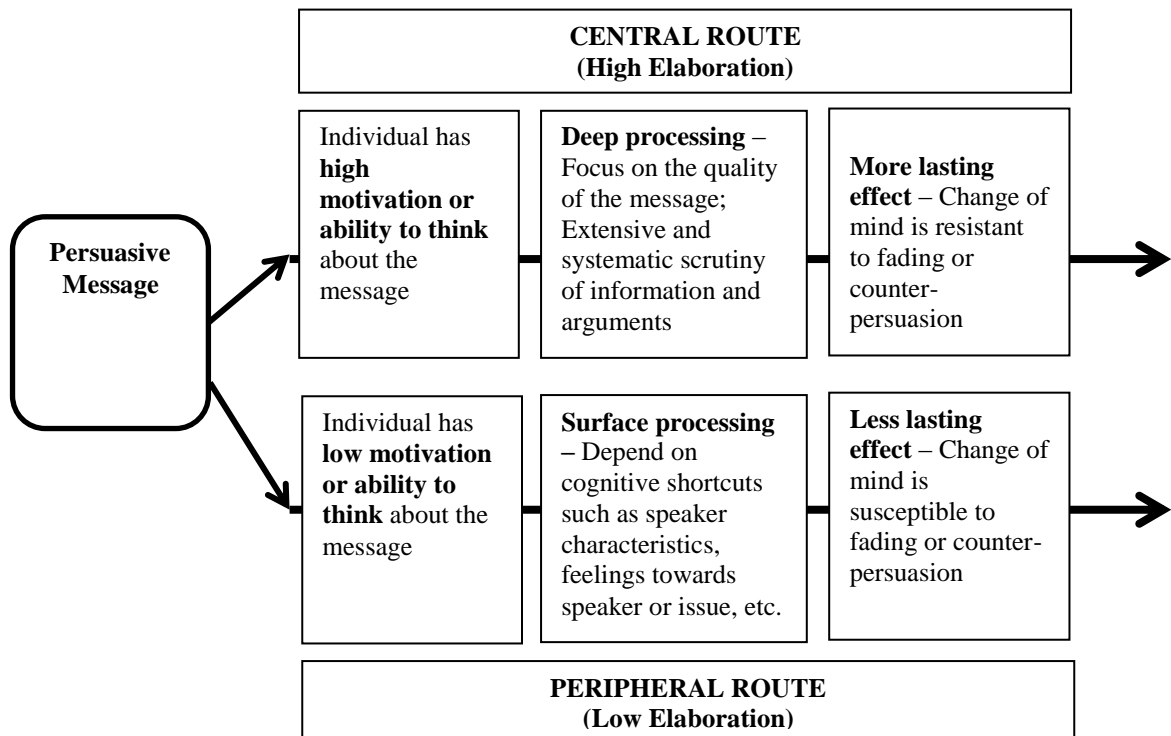 CENTRAL ROUTE
(High Elaboration)
Persuasive
Message
Individual has
high
motivation or
ability to think
about the
message
Deep processing –
Focus on the quality
of the message;
Extensive and
systematic scrutiny
of information and
arguments
More lasting
effect – Change of
mind is resistant
to fading or
counter-
persuasion
Individual has
low motivation
or ability to
think about the
message
Surface processing
– Depend on
cognitive shortcuts
such as speaker
characteristics,
feelings towards
speaker or issue, etc.
Less lasting
effect – Change of
mind is
susceptible to
fading or counter-
persuasion
PERIPHERAL ROUTE
(Low Elaboration)